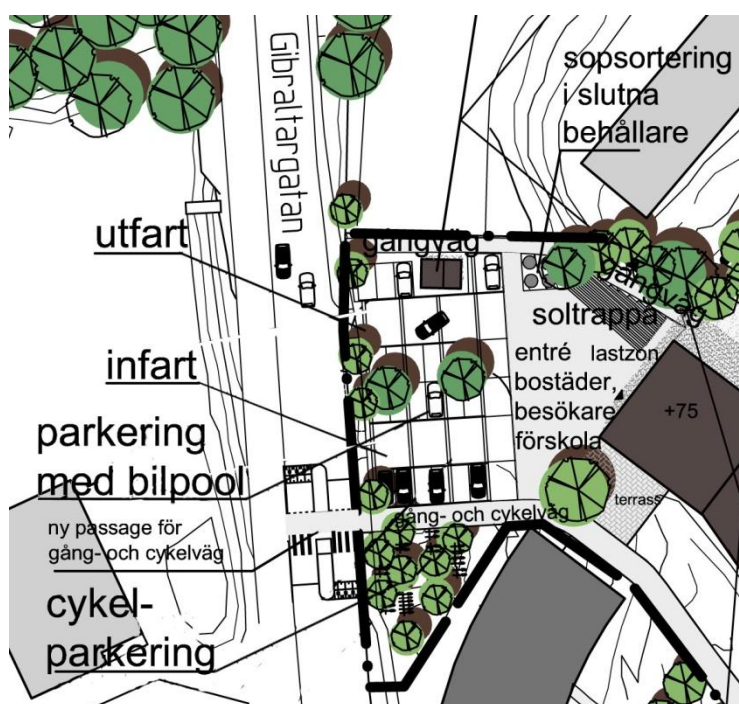 Gibraltargatan
sopsortering
i slutna
behållare
utfart
gångväg
gångväg
soltrappa
infart
entré lastzon
bostäder,
besökare
förskola
+75
parkering
med bilpool
terrass
ny passage för
gång- och cykelväg
gång- och cykelväg
cykel-
parkering